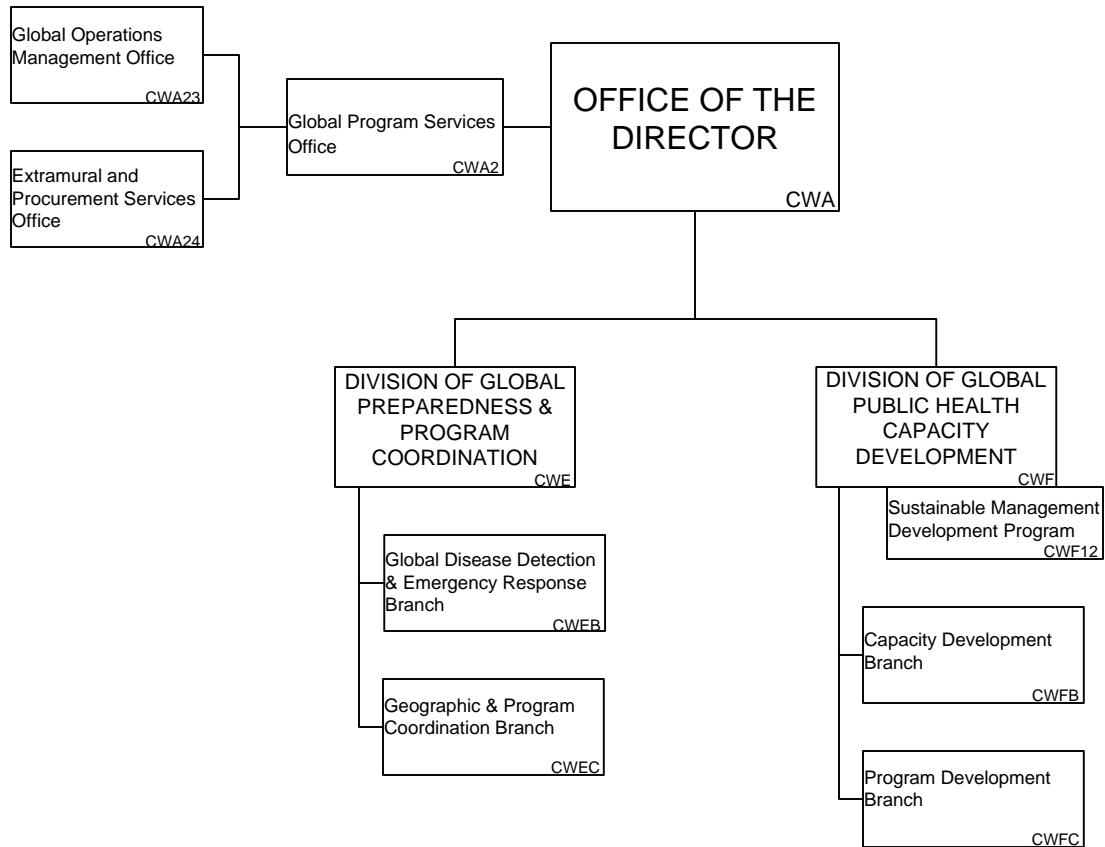 Global Operations
Management Office
CWA23
Extramural and
Procurement Services
Office
CWA24
Global Program Services
Office
CWA2
OFFICE OF THE
DIRECTOR
CWA
DIVISION OF GLOBAL
PREPAREDNESS &
PROGRAM
COORDINATION
CWE
Global Disease Detection
& Emergency Response
Branch
CWEB
Geographic & Program
Coordination Branch
CWEC
DIVISION OF GLOBAL
PUBLIC HEALTH
CAPACITY
DEVELOPMENT
CWF
Sustainable Management
Development Program
CWF12
Capacity Development
Branch
CWFB
Program Development
Branch
CWFC